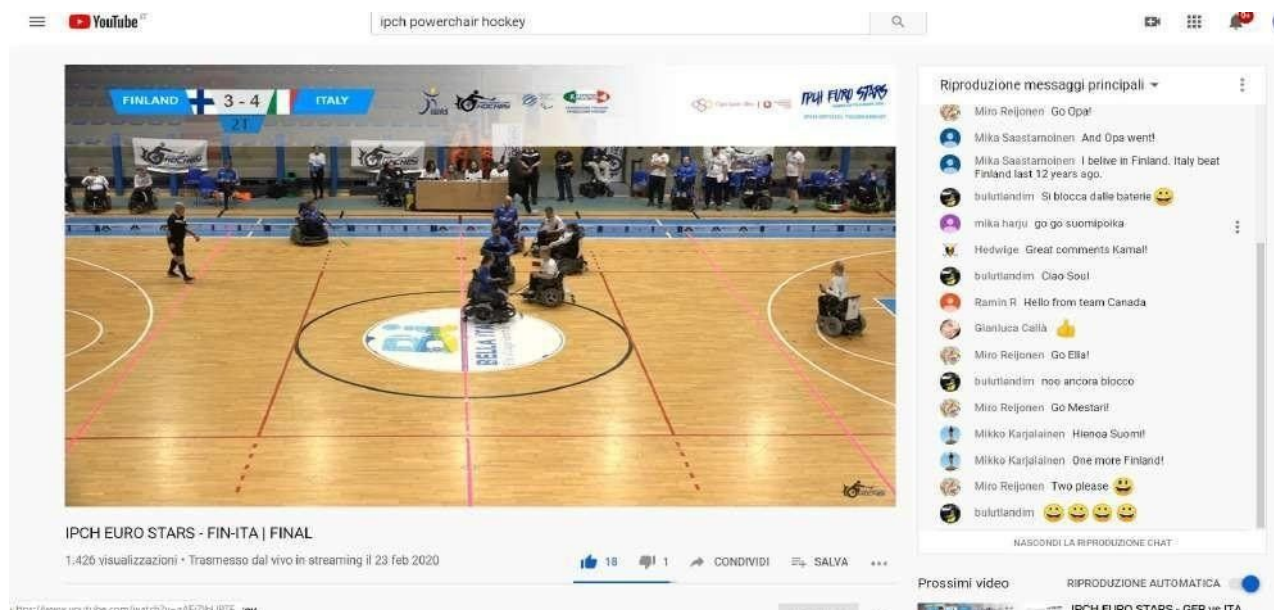 YouTube IT
ipch powerchair hockey
9+
FINLAND 3 - 4 ITALY
2T
IPCH EURO STARS
BELLA ITA
IPCH EURO STARS - FIN-ITA | FINAL
1.426 visualizzazioni • Trasmesso dal vivo in streaming il 23 feb 2020
18 1 CONDIVIDI SALVA
Riproduzione messaggi principali
Miro Reijonen Go Opa!
Mika Saastamoinen And Opa went!
Mika Saastamoinen I belive in Finland. Italy beat
Finland last 12 years ago.
bulutlandim Si blocca dalle baterie 😀
mika harju go go suomipoika
Hedwige Great comments Kamal!
bulutlandim Ciao Soul
Ramin R Hello from team Canada
Gianluca Callà 👍
Miro Reijonen Go Ella!
bulutlandim noo ancora blocco
Miro Reijonen Go Mestari!
Mikko Karjalainen Hienoa Suomi!
Mikko Karjalainen One more Finland!
Miro Reijonen Two please 😃
bulutlandim 😀😀😀😀
NASCONDI LA RIPRODUZIONE CHAT
Prossimi video RIPRODUZIONE AUTOMATICA
IPCH EURO STARS - GER vs ITA